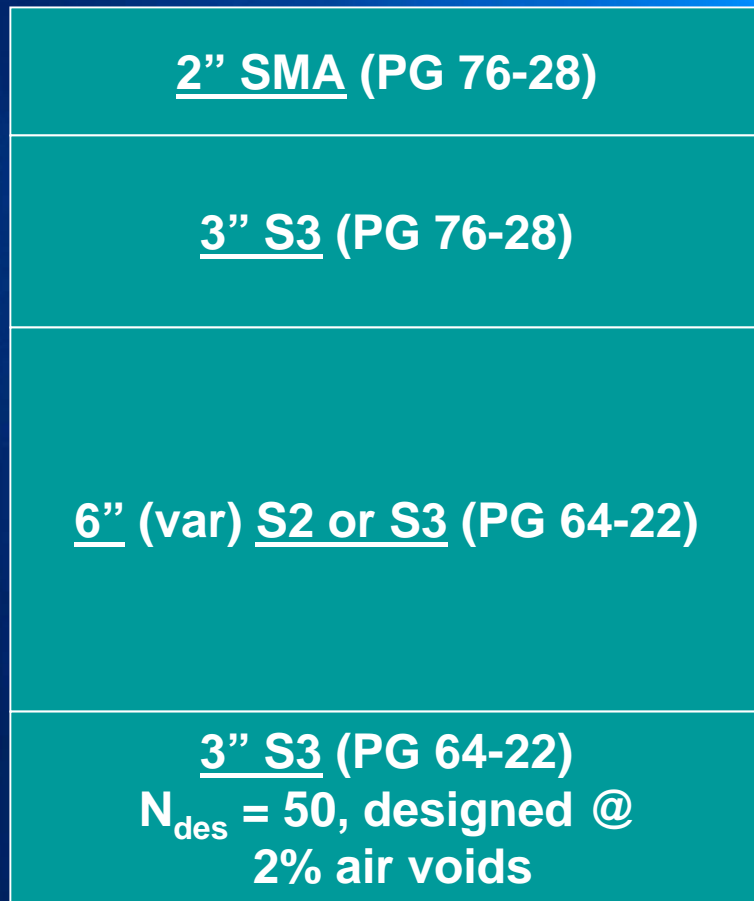 2” SMA (PG 76-28)
3” S3 (PG 76-28)
6” (var) S2 or S3 (PG 64-22)
3” S3 (PG 64-22)
Ndes = 50, designed @
2% air voids